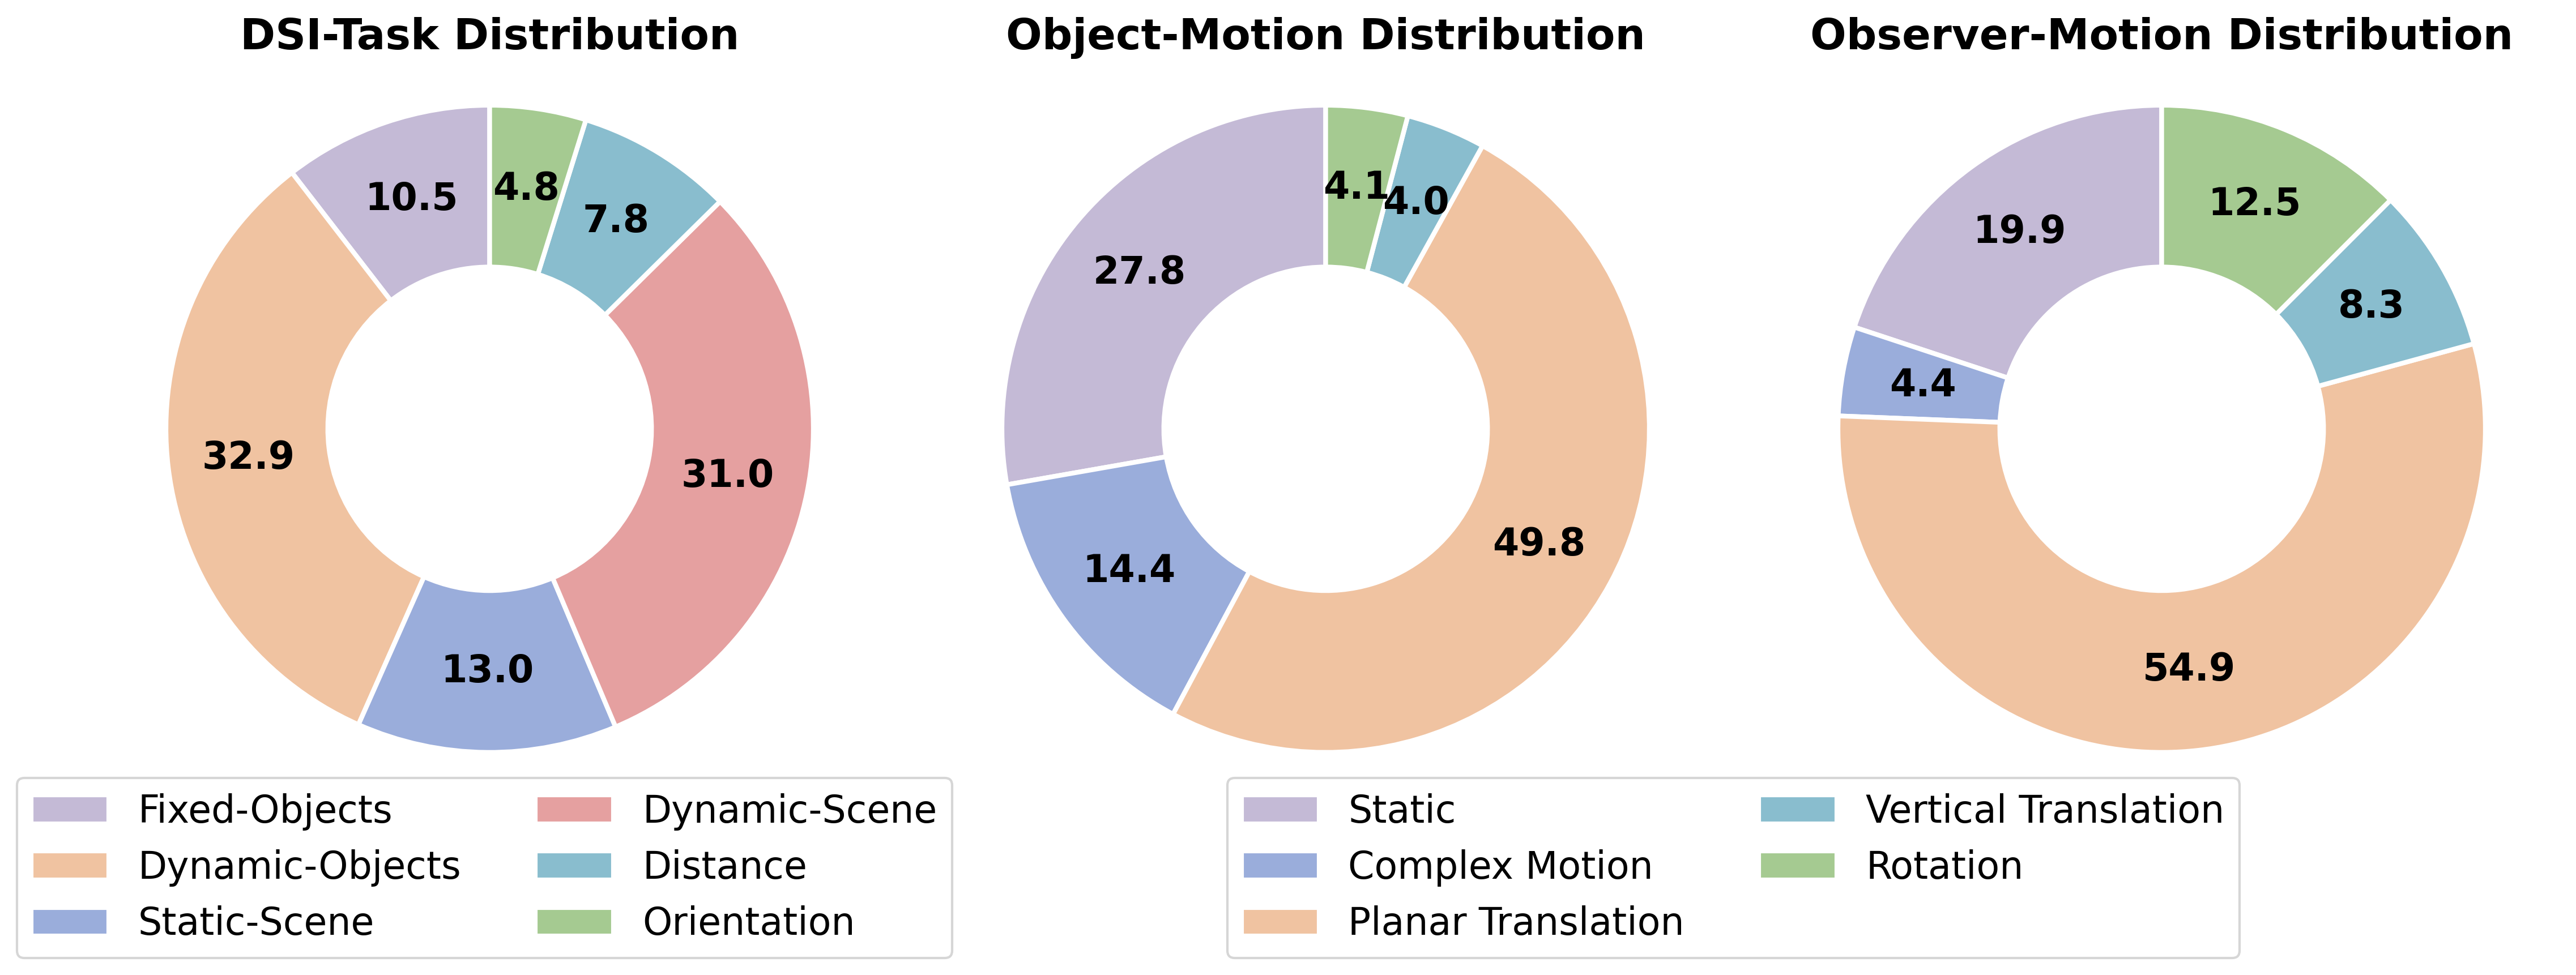 DSI-Task Distribution
10.5
4.8
7.8
32.9
31.0
13.0
Fixed-Objects
Dynamic-Objects
Static-Scene
Dynamic-Scene
Distance
Orientation
Object-Motion Distribution
4.1
4.0
27.8
14.4
49.8
Observer-Motion Distribution
19.9
12.5
8.3
4.4
54.9
Static
Complex Motion
Planar Translation
Vertical Translation
Rotation